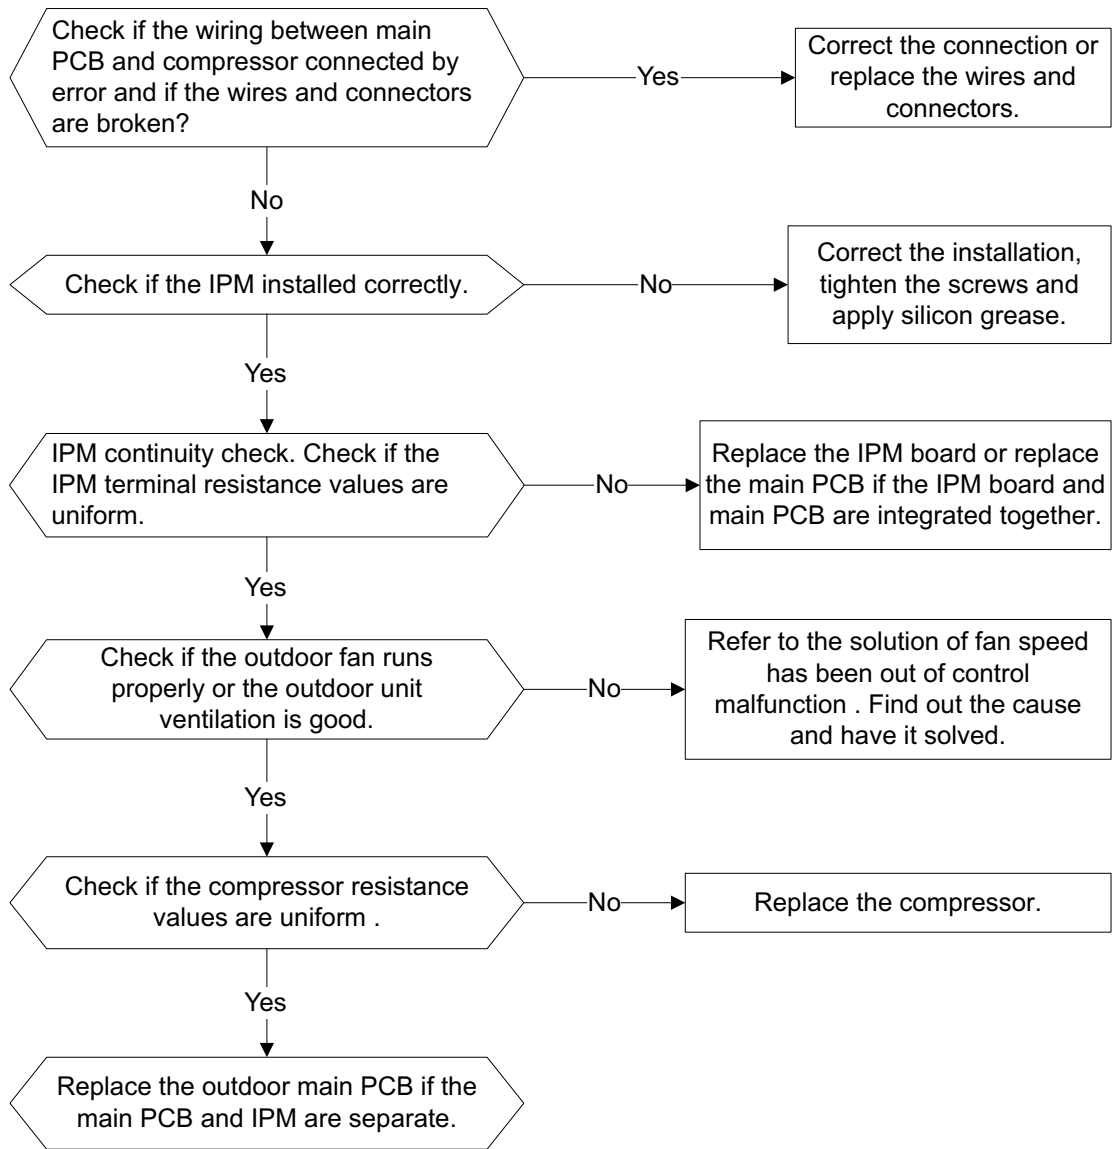 Check if the wiring between main
PCB and compressor connected by
error and if the wires and connectors
are broken?
Yes
Correct the connection or
replace the wires and
connectors.
No
Check if the IPM installed correctly.
No
Correct the installation,
tighten the screws and
apply silicon grease.
Yes
IPM continuity check. Check if the
IPM terminal resistance values are
uniform.
No
Replace the IPM board or replace
the main PCB if the IPM board and
main PCB are integrated together.
Yes
Check if the outdoor fan runs
properly or the outdoor unit
ventilation is good.
No
Refer to the solution of fan speed
has been out of control
malfunction . Find out the cause
and have it solved.
Yes
Check if the compressor resistance
values are uniform .
No
Replace the compressor.
Yes
Replace the outdoor main PCB if the
main PCB and IPM are separate.